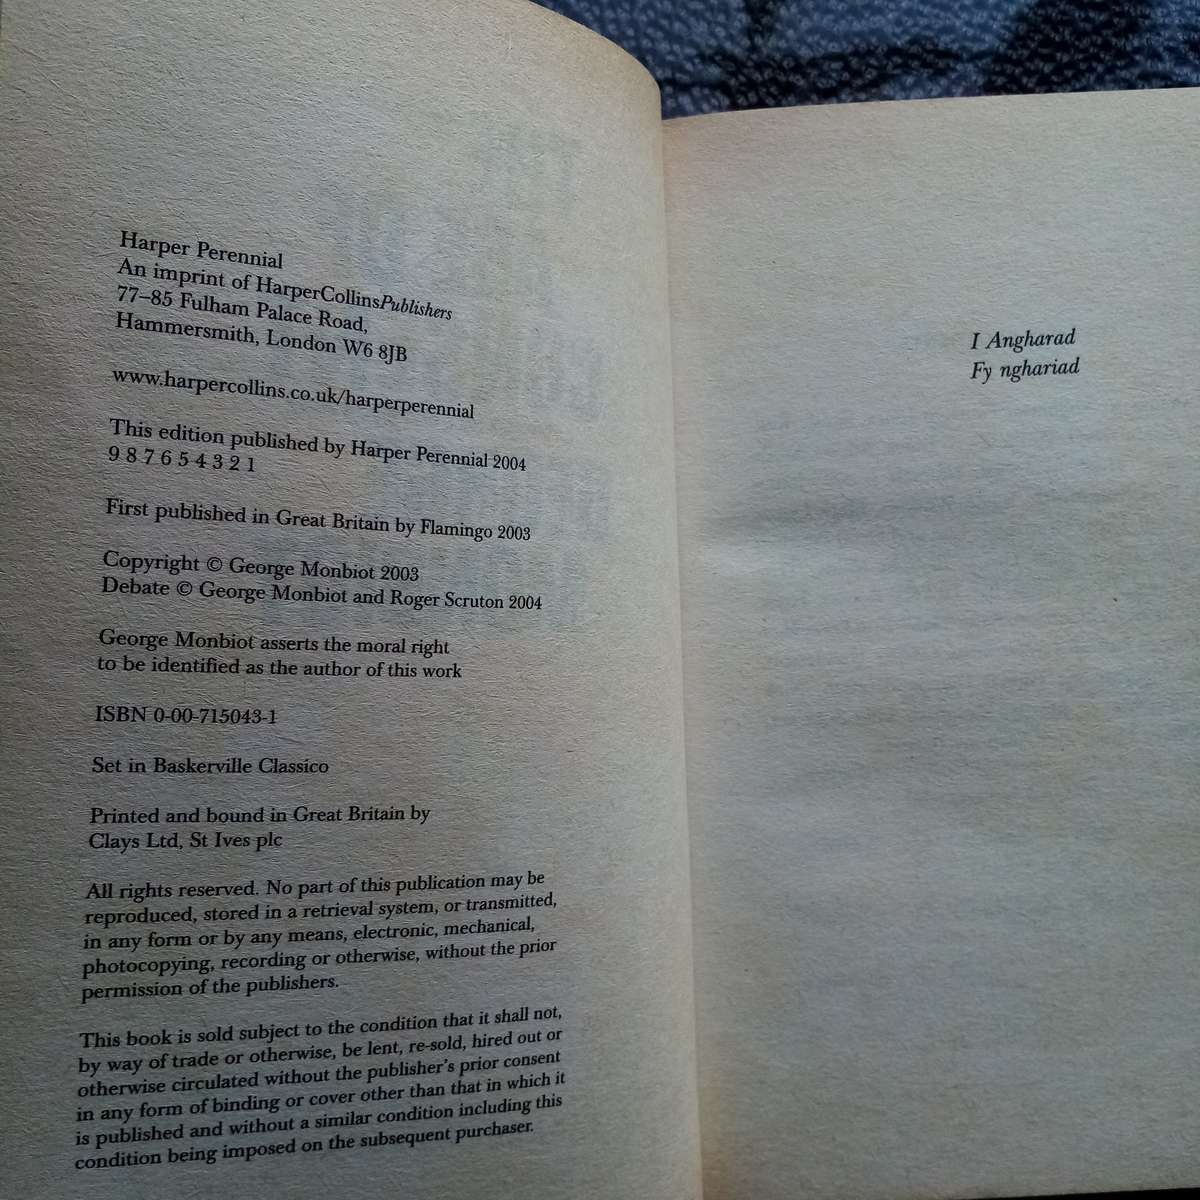 Harper Perennial
An imprint of HarperCollinsPublishers
77–85 Fulham Palace Road,
Hammersmith, London W6 8JB
www.harpercollins.co.uk/harperperennial
This edition published by Harper Perennial 2004
9 8 7 6 5 4 3 2 1
First published in Great Britain by Flamingo 2003
Copyright © George Monbiot 2003
Debate © George Monbiot and Roger Scruton 2004
George Monbiot asserts the moral right
to be identified as the author of this work
ISBN 0-00-715043-1
Set in Baskerville Classico
Printed and bound in Great Britain by
Clays Ltd, St Ives plc
All rights reserved. No part of this publication may be
reproduced, stored in a retrieval system, or transmitted,
in any form or by any means, electronic, mechanical,
photocopying, recording or otherwise, without the prior
permission of the publishers.
This book is sold subject to the condition that it shall not,
by way of trade or otherwise, be lent, re-sold, hired out or
otherwise circulated without the publisher's prior consent
in any form of binding or cover other than that in which it
is published and without a similar condition including this
condition being imposed on the subsequent purchaser.
I Angharad
Fy nghariad